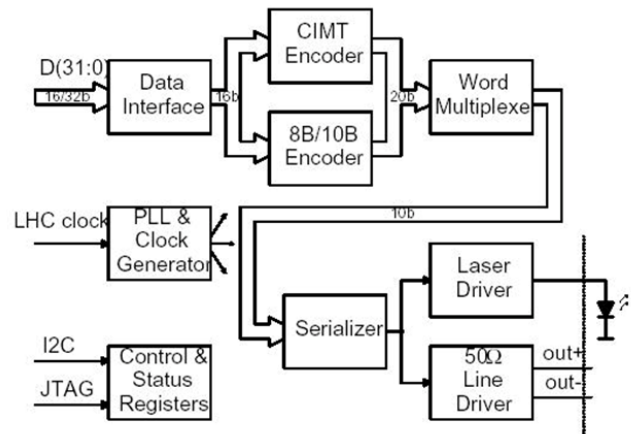 D(31:0)
16/32b
Data
Interface
16b
CIMT
Encoder
8B/10B
Encoder
20b
Word
Multiplexe
10b
LHC clock
PLL &
Clock
Generator
Serializer
Laser
Driver
50Ω
Line
Driver
out+
out-
I2C
JTAG
Control &
Status
Registers